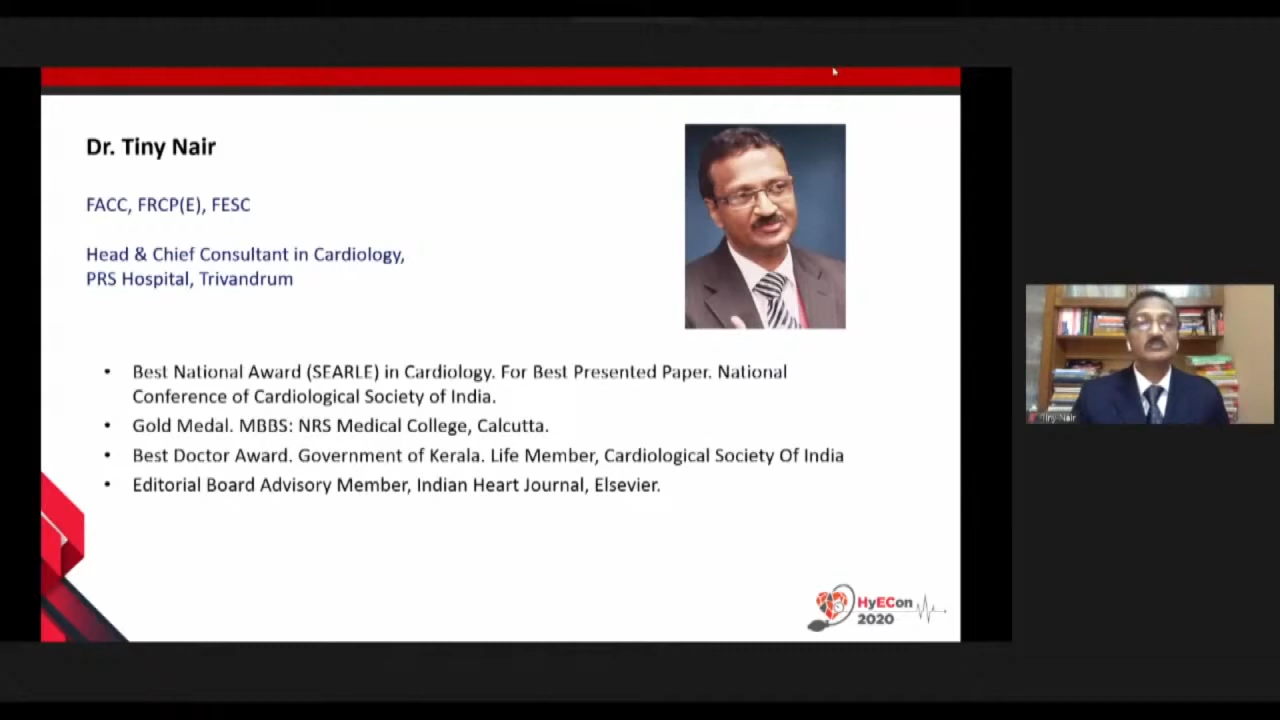 Dr. Tiny Nair
FACC, FRCP(E), FESC
Head & Chief Consultant in Cardiology,
PRS Hospital, Trivandrum
• Best National Award (SEARLE) in Cardiology. For Best Presented Paper. National
Conference of Cardiological Society of India.
• Gold Medal. MBBS: NRS Medical College, Calcutta.
• Best Doctor Award. Government of Kerala. Life Member, Cardiological Society Of India
• Editorial Board Advisory Member, Indian Heart Journal, Elsevier.
HyECon
2020
Tiny Nair